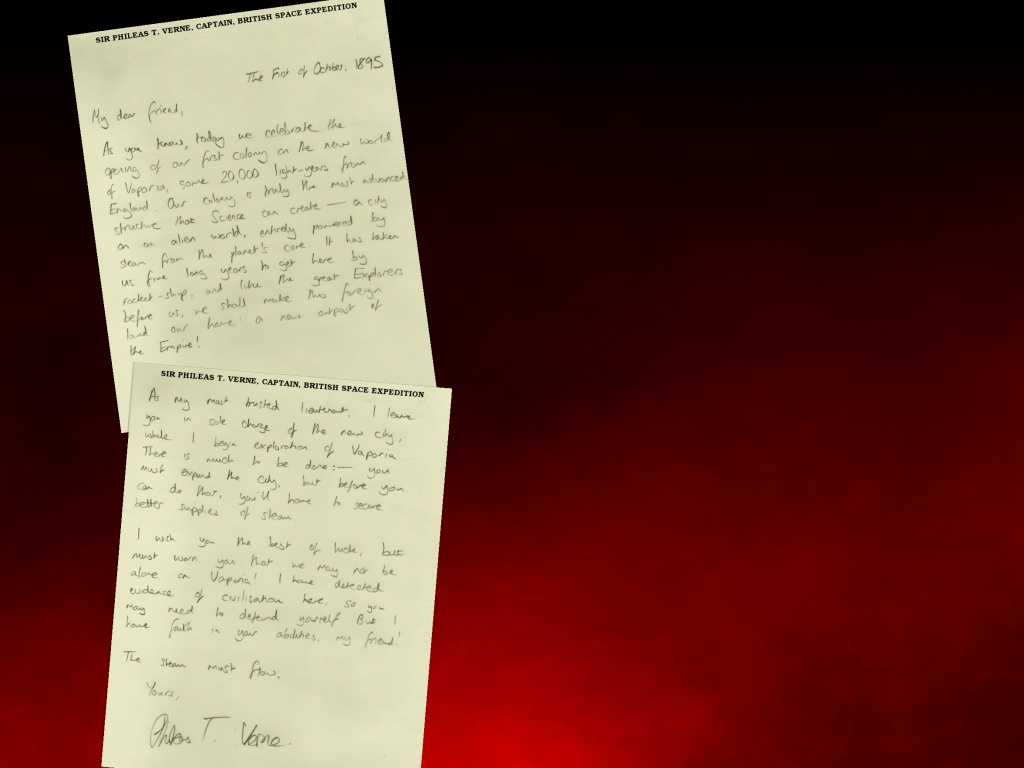 SIR PHILEAS T. VERNE, CAPTAIN, BRITISH SPACE EXPEDITION
The First of October, 1895
My dear friend,
As you know, today we celebrate the
opening of our first colony on the new world
of Vaporia, some 20,000 light-years from
England. Our colony is truly the most advanced
structure that Science can create — a city
on an alien world, entirely powered by
steam from the planet's core. It has taken
us five long years to get here by
rocket-ship, and like the great Explorers
before us, we shall make this foreign
land our home: a new outpost of
the Empire!
SIR PHILEAS T. VERNE, CAPTAIN, BRITISH SPACE EXPEDITION
As my most trusted lieutenant, I leave
you in sole charge of the new city,
while I begin exploration of Vaporia.
There is much to be done:— you
must expand the city, but before you
can do that, you'll have to secure
better supplies of steam.
I wish you the best of luck, but
must warn you that we may not be
alone on Vaporia! I have detected
evidence of civilisation here, so you
may need to defend yourself. But I
have faith in your abilities, my friend!
The steam must flow,
Yours,
Phileas T. Verne.